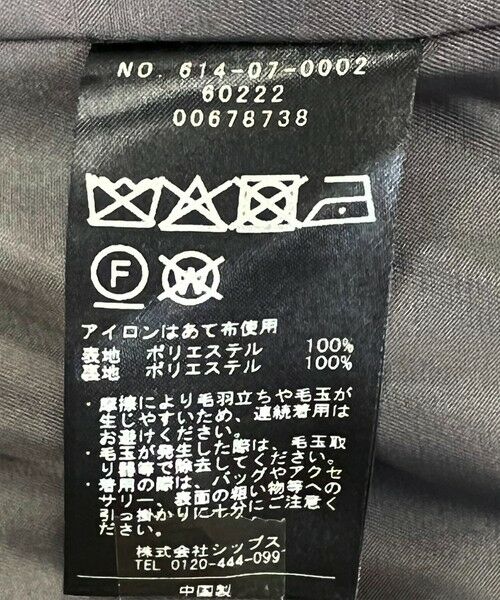 NO. 614-07-0002
60222
00678738
F W
アイロンはあて布使用
表地 ポリエステル 100%
裏地 ポリエステル 100%
・摩擦により毛羽立ちや毛玉が
生じやすいため、連続着用は
お避けください。
・毛玉が発生した際は、毛玉取
り器等で除去してください。
・着用の際は、バッグやアクセ
サリー、表面の粗い物等への
引っ掛かりに十分にご注意く
ださい。
株式会社シップス
TEL 0120-444-099
中国製